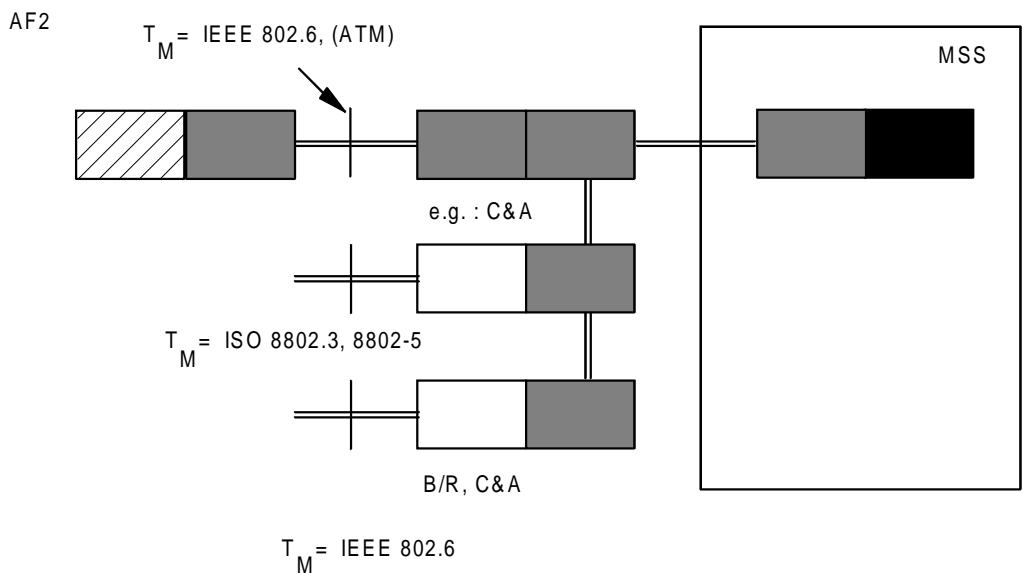 AF2
T_M = IEEE 802.6, (ATM)
MSS
e.g. : C&A
T_M = ISO 8802.3, 8802-5
B/R, C&A
T_M = IEEE 802.6